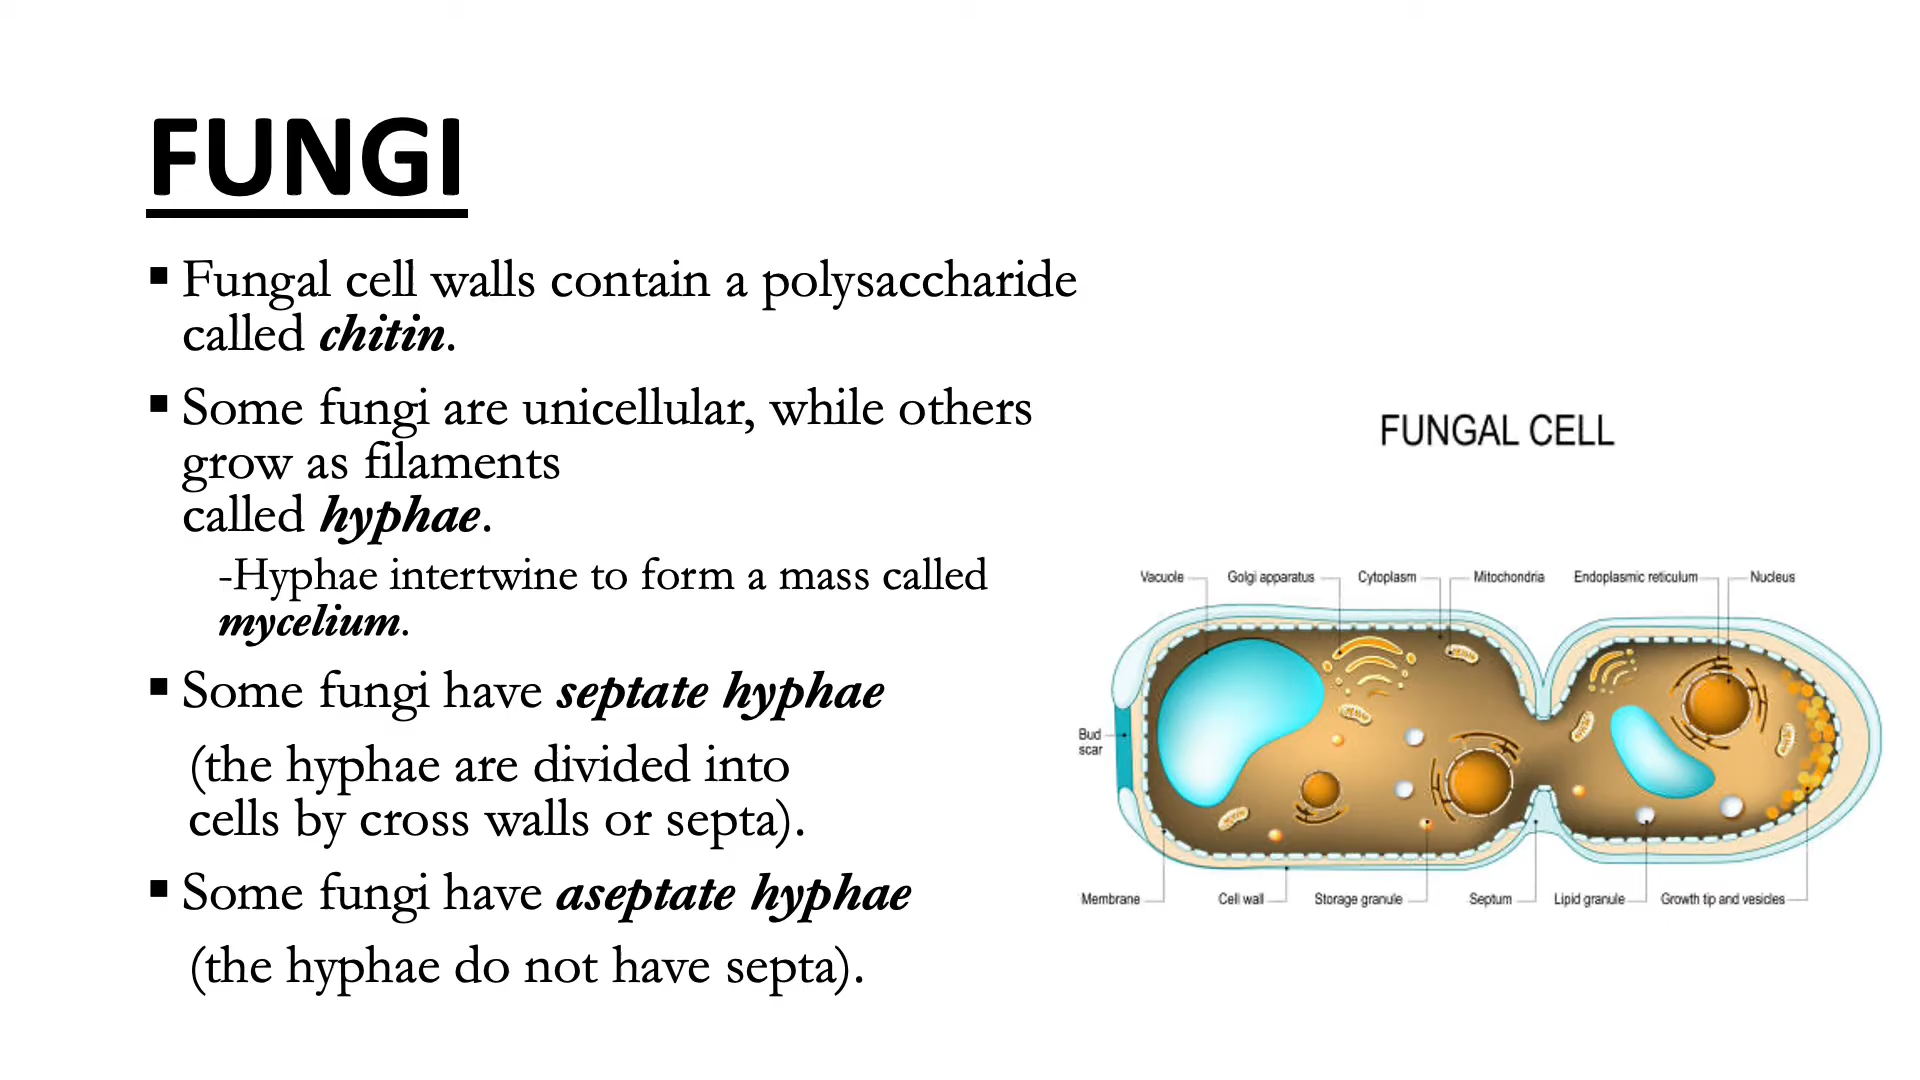 FUNGI
▪ Fungal cell walls contain a polysaccharide
called chitin.
▪ Some fungi are unicellular, while others
grow as filaments
called hyphae.
-Hyphae intertwine to form a mass called
mycelium.
▪ Some fungi have septate hyphae
(the hyphae are divided into
cells by cross walls or septa).
▪ Some fungi have aseptate hyphae
(the hyphae do not have septa).
FUNGAL CELL
Vacuole Golgi apparatus Cytoplasm Mitochondria Endoplasmic reticulum Nucleus
Bud
scar
Membrane Cell wall Storage granule Septum Lipid granule Growth tip and vesicles